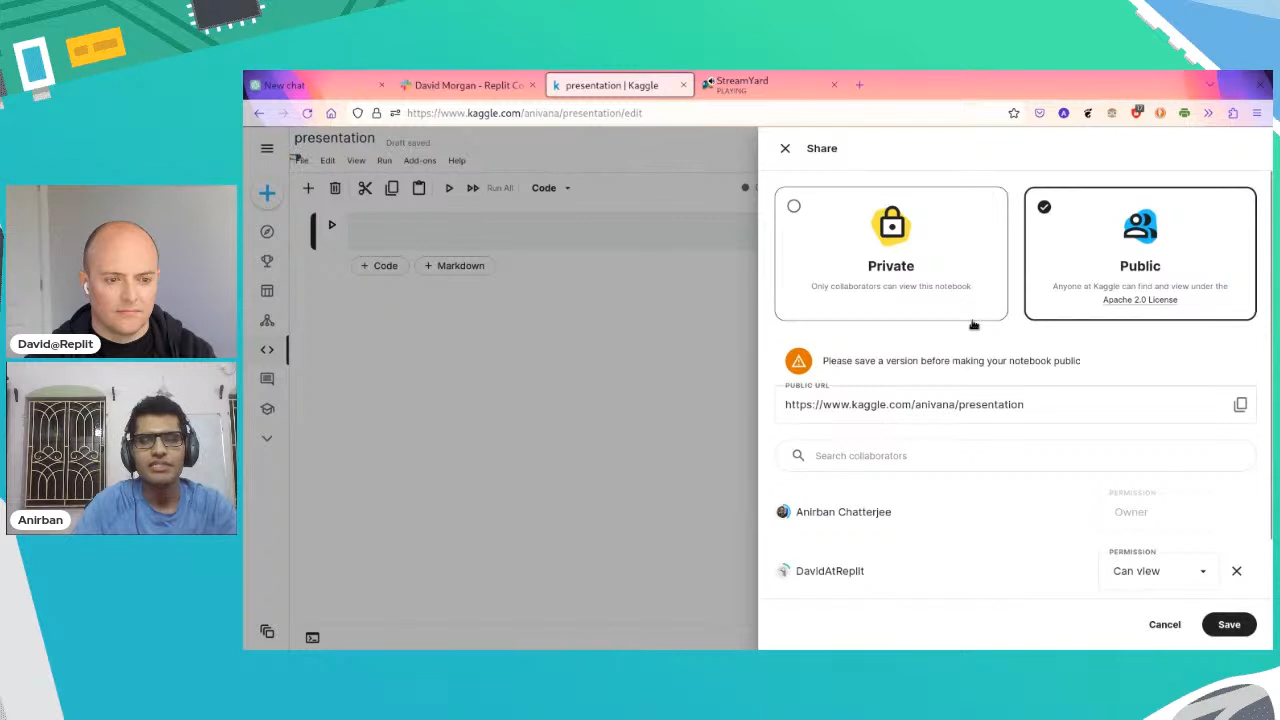 New chat
David Morgan - Replit Co
k presentation | Kaggle
StreamYard
PLAYING
https://www.kaggle.com/anivana/presentation/edit
presentation
Draft saved
File Edit View Run Add-ons Help
Run All
Code
+ Code
+ Markdown
Share
Private
Only collaborators can view this notebook
Public
Anyone at Kaggle can find and view under the
Apache 2.0 License
Please save a version before making your notebook public
PUBLIC URL
https://www.kaggle.com/anivana/presentation
Search collaborators
Anirban Chatterjee
PERMISSION
Owner
DavidAtReplit
PERMISSION
Can view
Cancel
Save
David@Replit
Anirban